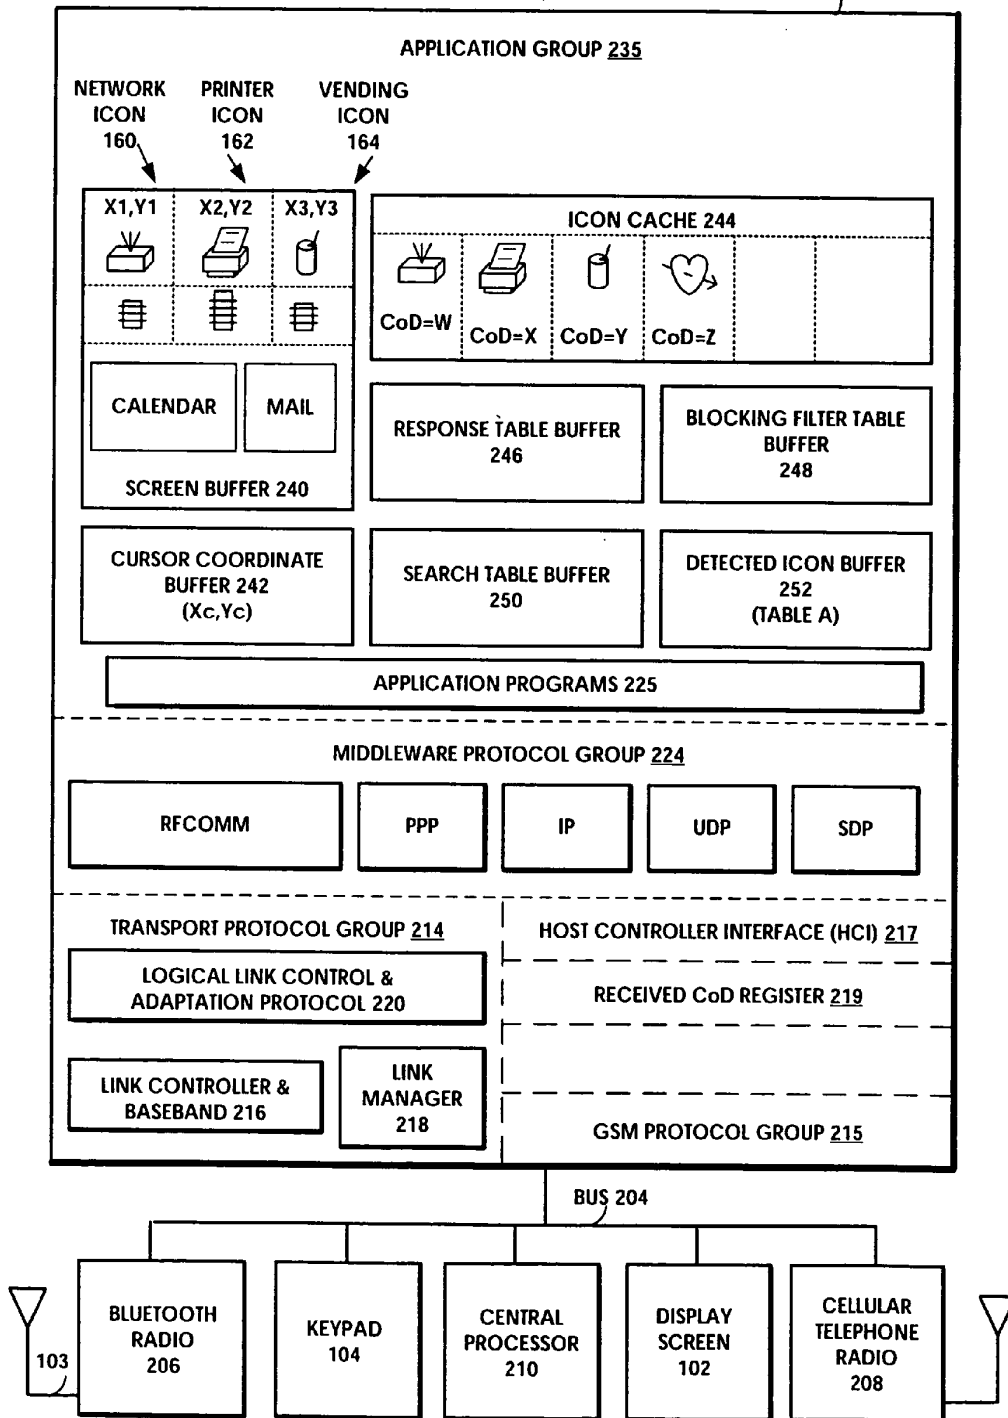 APPLICATION GROUP 235
NETWORK
ICON
160
PRINTER
ICON
162
VENDING
ICON
164
X1,Y1
X2,Y2
X3,Y3
CALENDAR
MAIL
SCREEN BUFFER 240
ICON CACHE 244
CoD=W
CoD=X
CoD=Y
CoD=Z
RESPONSE TABLE BUFFER
246
BLOCKING FILTER TABLE
BUFFER
248
CURSOR COORDINATE
BUFFER 242
(Xc,Yc)
SEARCH TABLE BUFFER
250
DETECTED ICON BUFFER
252
(TABLE A)
APPLICATION PROGRAMS 225
MIDDLEWARE PROTOCOL GROUP 224
RFCOMM
PPP
IP
UDP
SDP
TRANSPORT PROTOCOL GROUP 214
LOGICAL LINK CONTROL &
ADAPTATION PROTOCOL 220
LINK CONTROLLER &
BASEBAND 216
LINK
MANAGER
218
HOST CONTROLLER INTERFACE (HCI) 217
RECEIVED CoD REGISTER 219
GSM PROTOCOL GROUP 215
BUS 204
103
BLUETOOTH
RADIO
206
KEYPAD
104
CENTRAL
PROCESSOR
210
DISPLAY
SCREEN
102
CELLULAR
TELEPHONE
RADIO
208